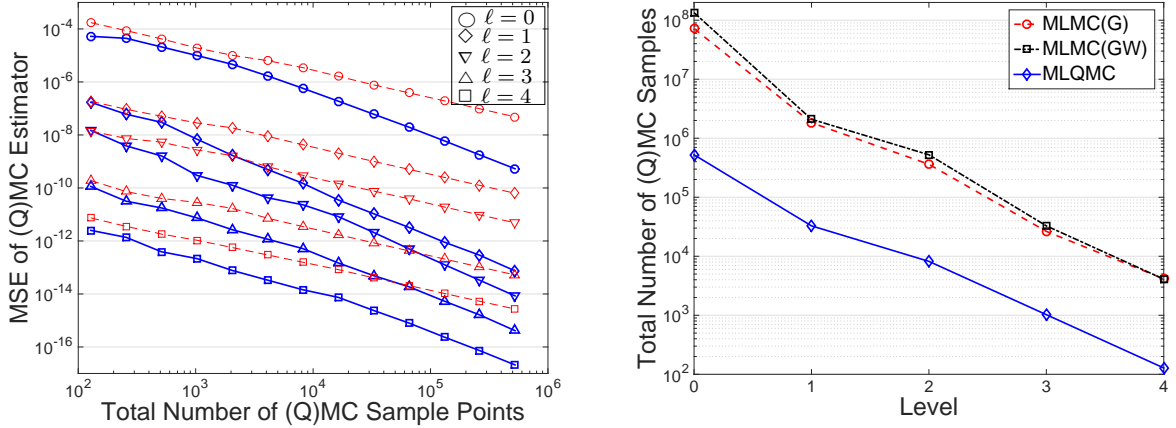 MSE of (Q)MC Estimator
10^-4
10^-6
10^-8
10^-10
10^-12
10^-14
10^-16
10^2
10^3
10^4
10^5
10^6
Total Number of (Q)MC Sample Points
ℓ = 0
ℓ = 1
ℓ = 2
ℓ = 3
ℓ = 4
Total Number of (Q)MC Samples
10^8
10^7
10^6
10^5
10^4
10^3
10^2
0
1
2
3
4
Level
MLMC(G)
MLMC(GW)
MLQMC